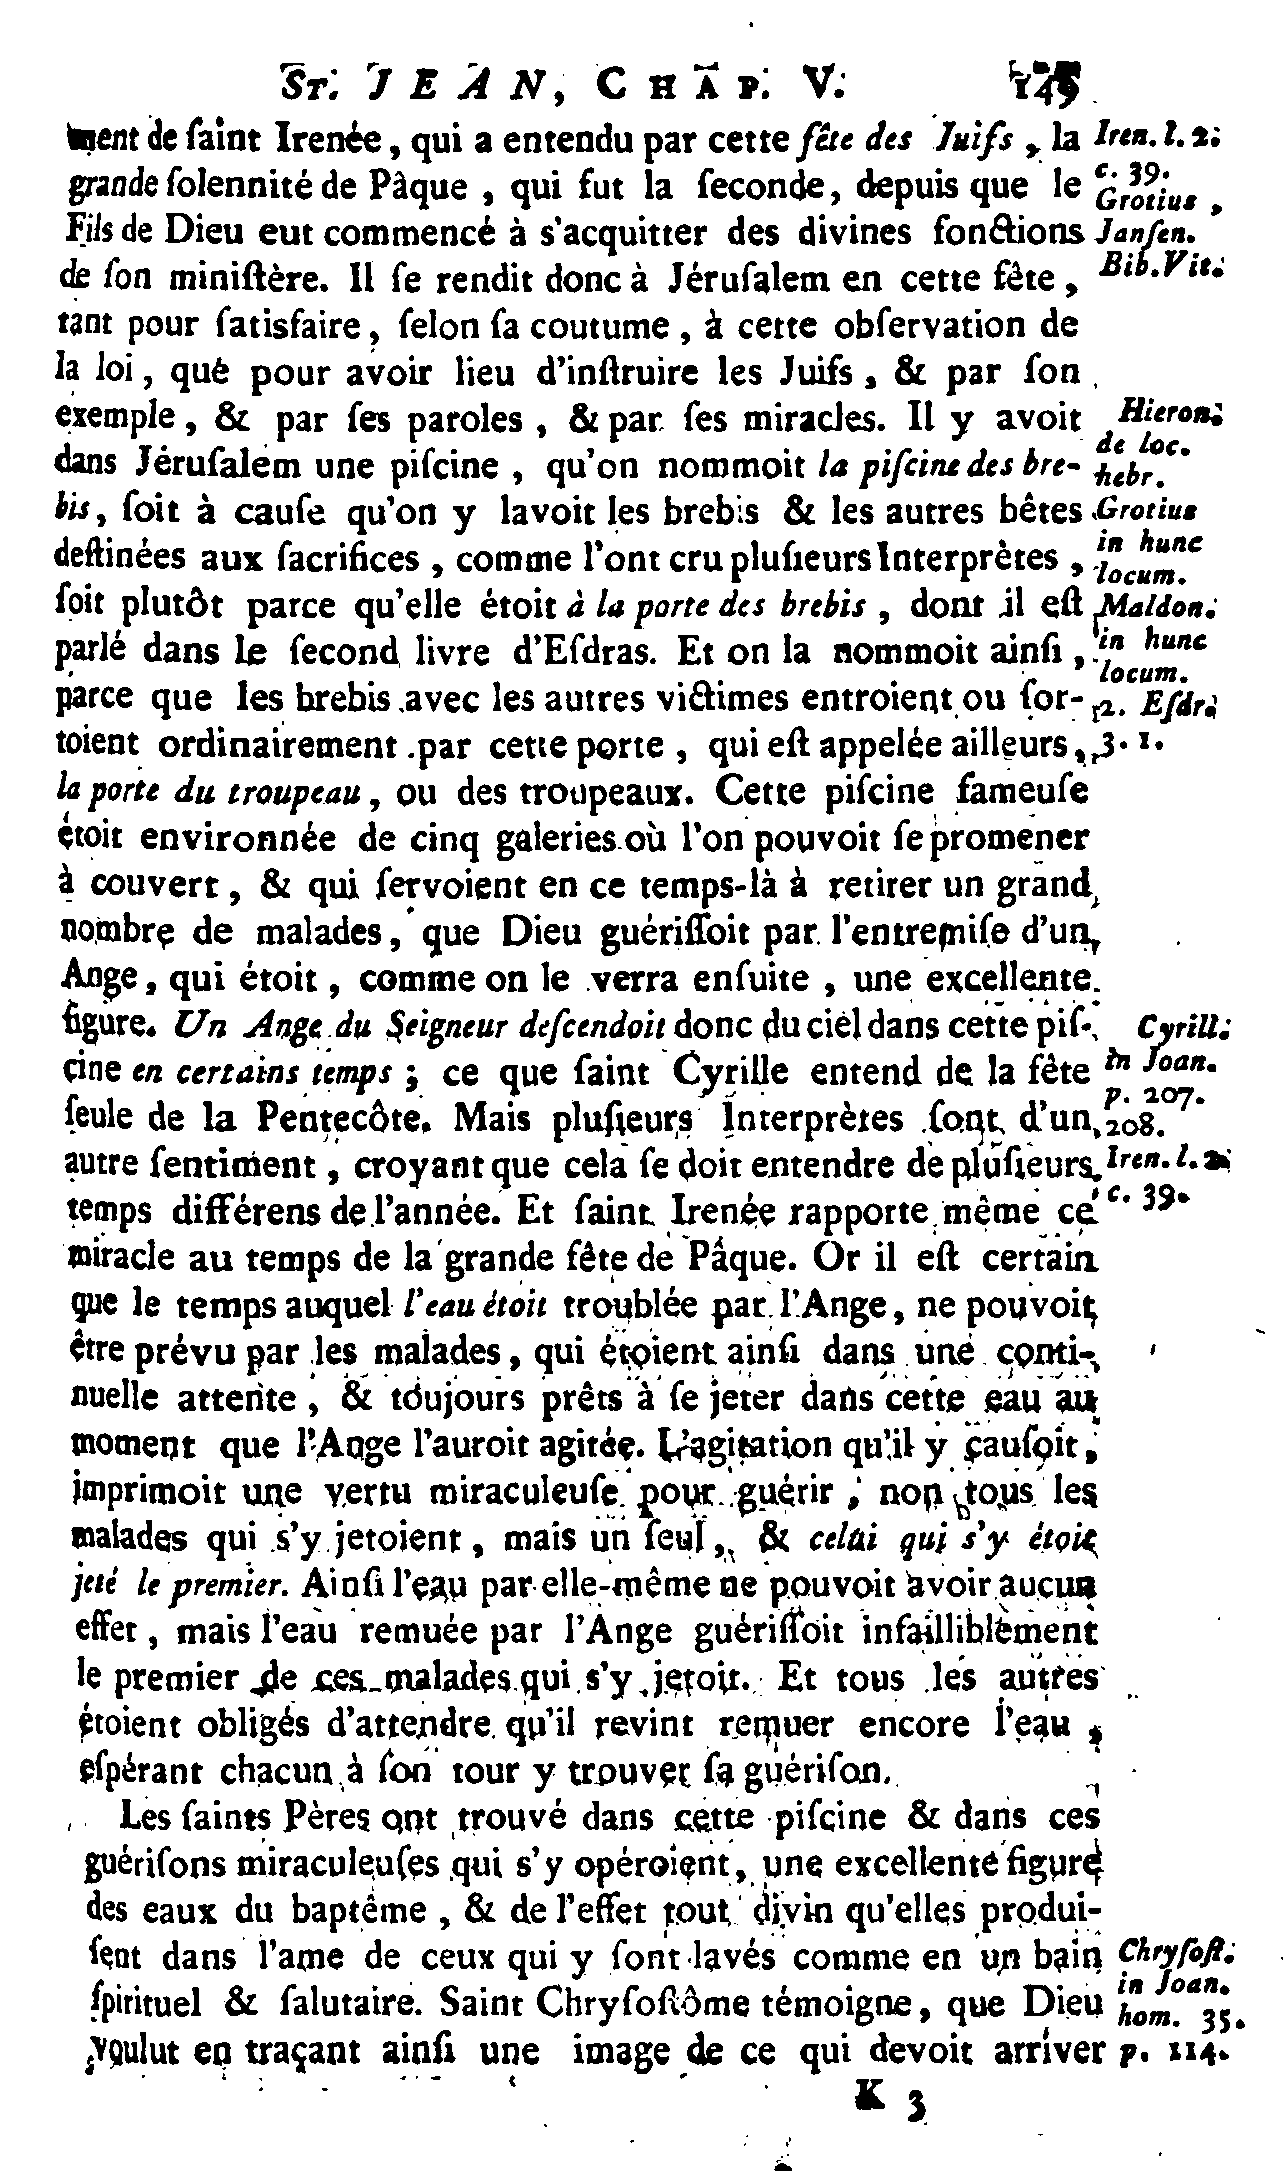 St. JEAN, CHAP. V. 149
ment de ſaint Irenée, qui a entendu par cette fête des Juifs, la
grande ſolennité de Pâque, qui fut la ſeconde, depuis que le
Fils de Dieu eut commencé à s'acquitter des divines fonctions
de ſon miniſtère. Il ſe rendit donc à Jéruſalem en cette fête,
tant pour ſatisfaire, ſelon ſa coutume, à cette obſervation de
la loi, que pour avoir lieu d'inſtruire les Juifs, & par ſon
exemple, & par ſes paroles, & par ſes miracles. Il y avoit
dans Jéruſalem une piſcine, qu'on nommoit la piſcine des bre-
bis, ſoit à cauſe qu'on y lavoit les brebis & les autres bêtes
deſtinées aux ſacrifices, comme l'ont cru pluſieurs Interprètes,
ſoit plutôt parce qu'elle étoit à la porte des brebis, dont il eſt
parlé dans le ſecond livre d'Eſdras. Et on la nommoit ainſi,
parce que les brebis avec les autres victimes entroient ou ſor-
toient ordinairement par cette porte, qui eſt appelée ailleurs,
la porte du troupeau, ou des troupeaux. Cette piſcine fameuſe
étoit environnée de cinq galeries où l'on pouvoit ſe promener
à couvert, & qui ſervoient en ce temps-là à retirer un grand
nombre de malades, que Dieu guériſſoit par l'entremiſe d'un
Ange, qui étoit, comme on le verra enſuite, une excellente
figure. Un Ange du Seigneur deſcendoit donc du ciel dans cette piſ-
cine en certains temps; ce que ſaint Cyrille entend de la fête
ſeule de la Pentecôte. Mais pluſieurs Interprètes ſont d'un
autre ſentiment, croyant que cela ſe doit entendre de pluſieurs
temps différens de l'année. Et ſaint Irenée rapporte même ce
miracle au temps de la grande fête de Pâque. Or il eſt certain
que le temps auquel l'eau étoit troublée par l'Ange, ne pouvoit
être prévu par les malades, qui étoient ainſi dans une conti-
nuelle attente, & toujours prêts à ſe jeter dans cette eau au
moment que l'Ange l'auroit agitée. L'agitation qu'il y cauſoit,
imprimoit une vertu miraculeuſe pour guérir, non tous les
malades qui s'y jetoient, mais un ſeul, & celui qui s'y étoit
jeté le premier. Ainſi l'eau par elle-même ne pouvoit avoir aucun
effet, mais l'eau remuée par l'Ange guériſſoit infailliblement
le premier de ces malades qui s'y jetoit. Et tous les autres
étoient obligés d'attendre qu'il revint remuer encore l'eau,
eſpérant chacun à ſon tour y trouver ſa guériſon.
Les ſaints Pères ont trouvé dans cette piſcine & dans ces
guériſons miraculeuſes qui s'y opéroient, une excellente figure
des eaux du baptême, & de l'effet tout divin qu'elles produi-
ſent dans l'ame de ceux qui y ſont lavés comme en un bain
ſpirituel & ſalutaire. Saint Chryſoſtôme témoigne, que Dieu
voulut en traçant ainſi une image de ce qui devoit arriver
K 3
Iren. l. 2.
c. 39.
Grotius,
Janſen.
Bib. Vit.
Hieron.
de loc.
hebr.
Grotius
in hunc
locum.
Maldon.
in hunc
locum.
2. Eſdr.
3. 1.
Cyrill.
in Joan.
p. 207.
208.
Iren. l. 2.
c. 39.
Chryſoſt.
in Joan.
hom. 35.
p. 114.